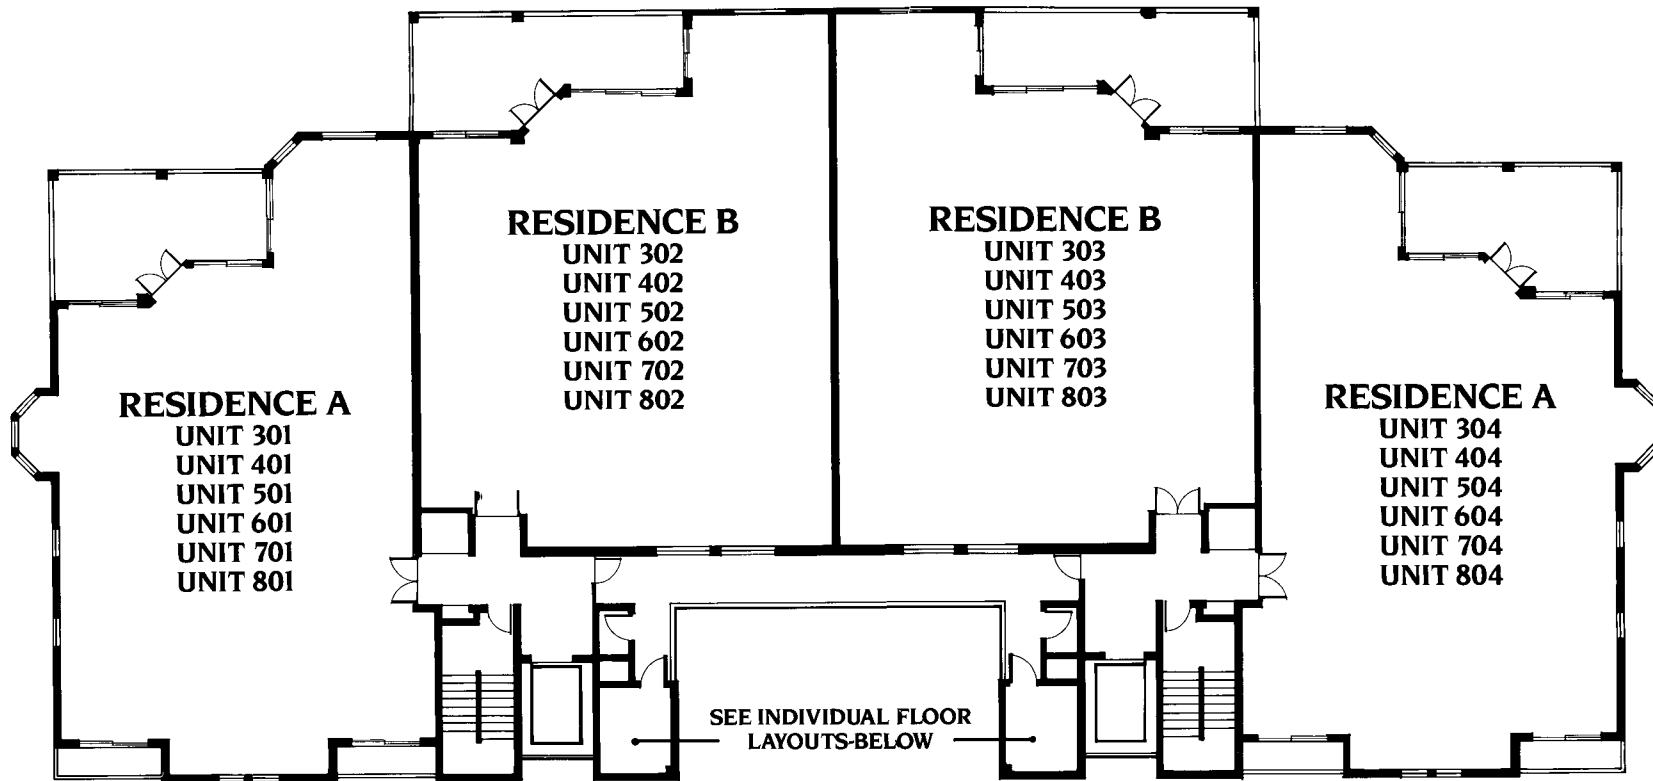 RESIDENCE B
UNIT 302
UNIT 402
UNIT 502
UNIT 602
UNIT 702
UNIT 802
RESIDENCE B
UNIT 303
UNIT 403
UNIT 503
UNIT 603
UNIT 703
UNIT 803
RESIDENCE A
UNIT 301
UNIT 401
UNIT 501
UNIT 601
UNIT 701
UNIT 801
RESIDENCE A
UNIT 304
UNIT 404
UNIT 504
UNIT 604
UNIT 704
UNIT 804
SEE INDIVIDUAL FLOOR
LAYOUTS-BELOW